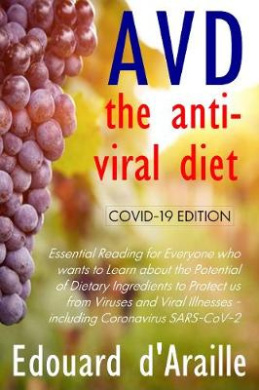 AVD
the anti-
viral diet
COVID-19 EDITION
Essential Reading for Everyone who
wants to Learn about the Potential
of Dietary Ingredients to Protect us
from Viruses and Viral Illnesses -
including Coronavirus SARS-CoV-2
Edouard d'Araille